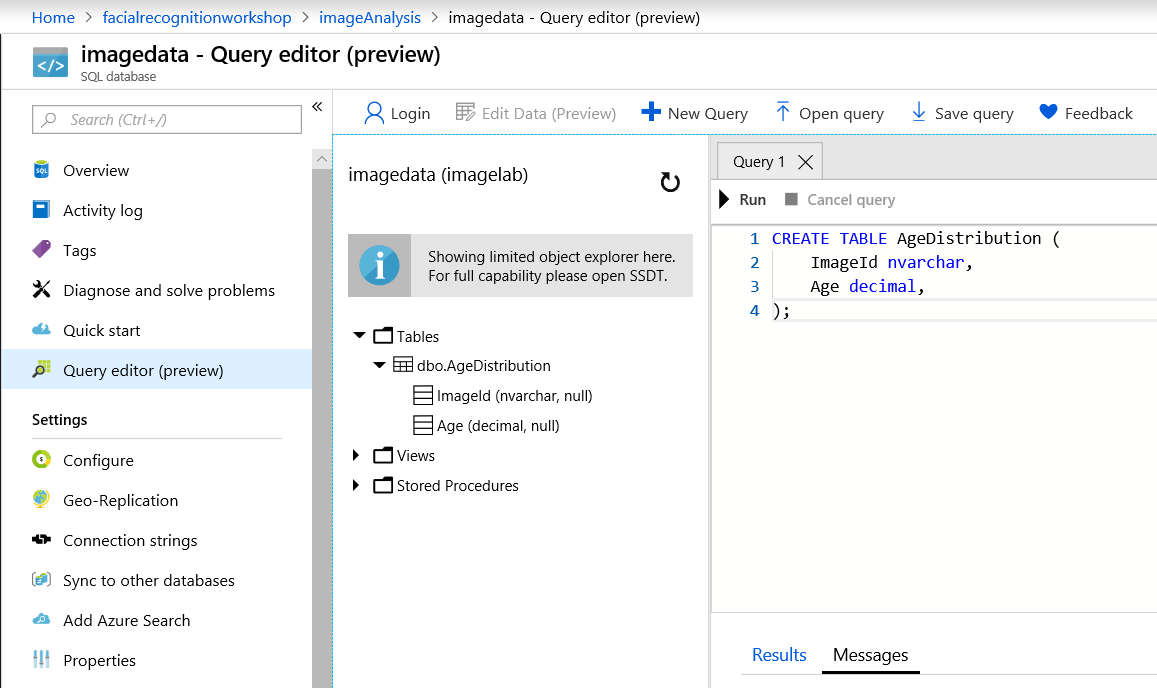 Home > facialrecognitionworkshop > imageAnalysis > imagedata - Query editor (preview)
imagedata - Query editor (preview)
SQL database
Search (Ctrl+/)
«
Overview
Activity log
Tags
Diagnose and solve problems
Quick start
Query editor (preview)
Settings
Configure
Geo-Replication
Connection strings
Sync to other databases
Add Azure Search
Properties
Login
Edit Data (Preview)
New Query
Open query
Save query
Feedback
imagedata (imagelab)
Showing limited object explorer here.
For full capability please open SSDT.
Tables
dbo.AgeDistribution
ImageId (nvarchar, null)
Age (decimal, null)
Views
Stored Procedures
Query 1
Run
Cancel query
1 CREATE TABLE AgeDistribution (
2     ImageId nvarchar,
3     Age decimal,
4 );
Results
Messages